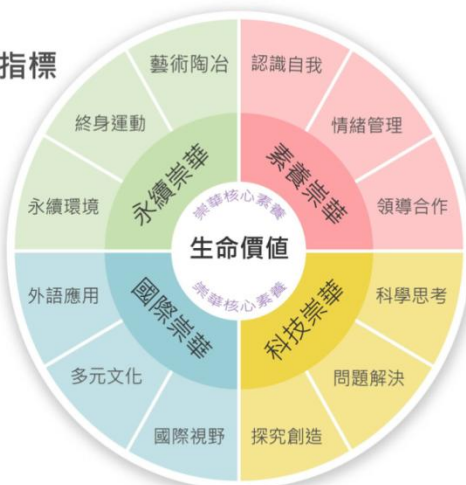 指標
藝術陶冶
認識自我
終身運動
情緒管理
永續環境
領導合作
永續崇華
素養崇華
崇華核心素養
生命價值
崇華核心素養
國際崇華
科技崇華
外語應用
科學思考
多元文化
問題解決
國際視野
探究創造